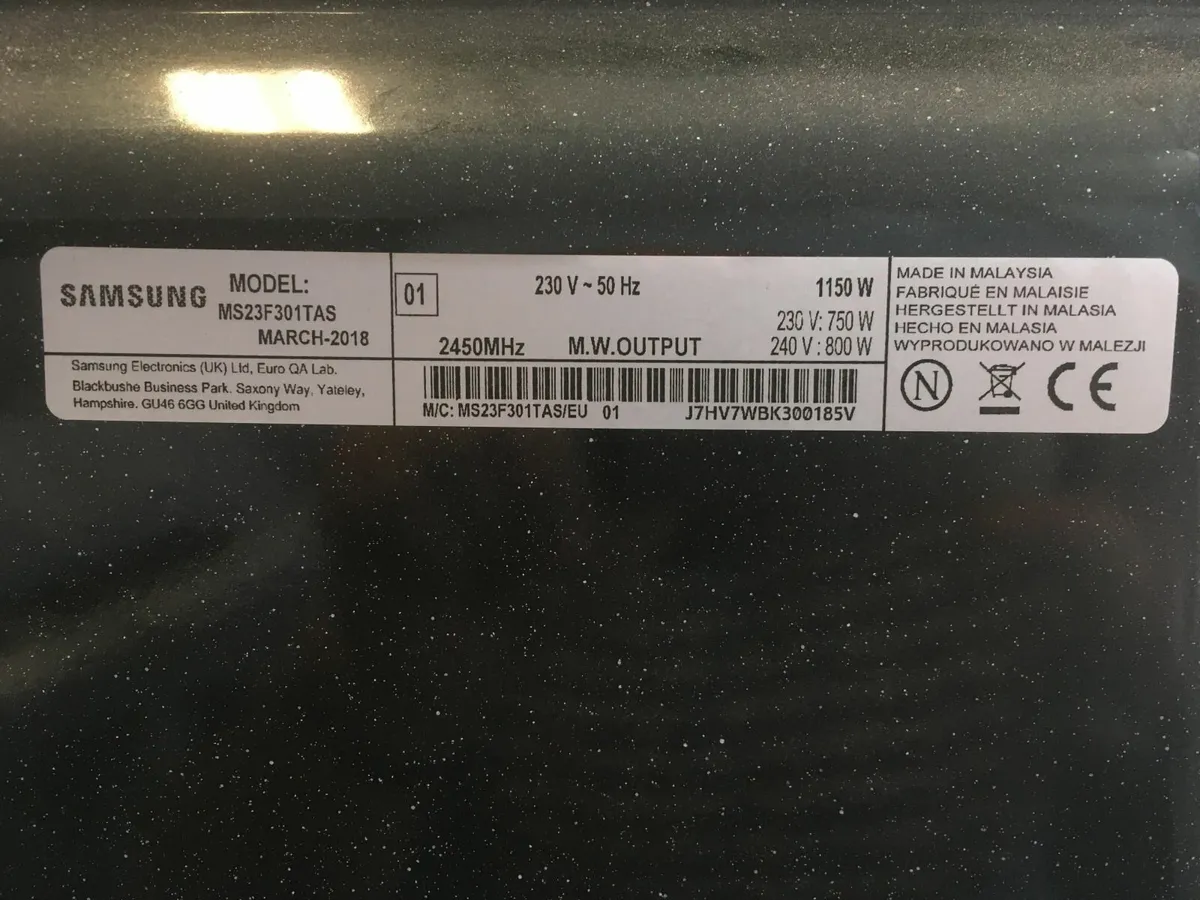 SAMSUNG
MODEL:
MS23F301TAS
MARCH-2018
Samsung Electronics (UK) Ltd, Euro QA Lab.
Blackbushe Business Park. Saxony Way, Yateley,
Hampshire. GU46 6GG United Kingdom
01
230 V ~ 50 Hz
1150 W
230 V: 750 W
2450MHz M.W.OUTPUT 240 V : 800 W
M/C: MS23F301TAS/EU 01 J7HV7WBK300185V
MADE IN MALAYSIA
FABRIQUÉ EN MALAISIE
HERGESTELLT IN MALASIA
HECHO EN MALASIA
WYPRODUKOWANO W MALEZJI
N CE